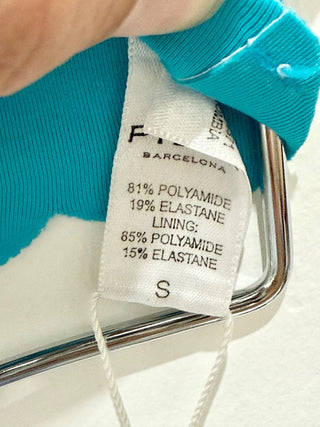 BARCELONA
81% POLYAMIDE
19% ELASTANE
LINING:
85% POLYAMIDE
15% ELASTANE
S